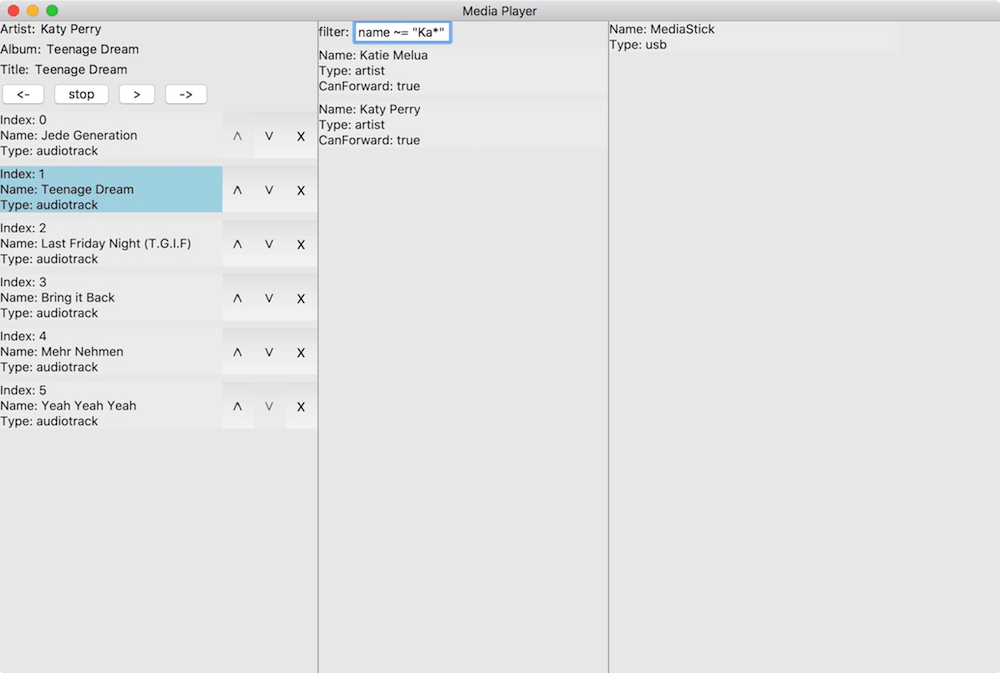 Media Player
Artist: Katy Perry
Album: Teenage Dream
Title: Teenage Dream
<- stop > ->
Index: 0
Name: Jede Generation
Type: audiotrack
^ v X
Index: 1
Name: Teenage Dream
Type: audiotrack
^ v X
Index: 2
Name: Last Friday Night (T.G.I.F)
Type: audiotrack
^ v X
Index: 3
Name: Bring it Back
Type: audiotrack
^ v X
Index: 4
Name: Mehr Nehmen
Type: audiotrack
^ v X
Index: 5
Name: Yeah Yeah Yeah
Type: audiotrack
^ v X
filter: name ~= "Ka*"
Name: Katie Melua
Type: artist
CanForward: true
Name: Katy Perry
Type: artist
CanForward: true
Name: MediaStick
Type: usb